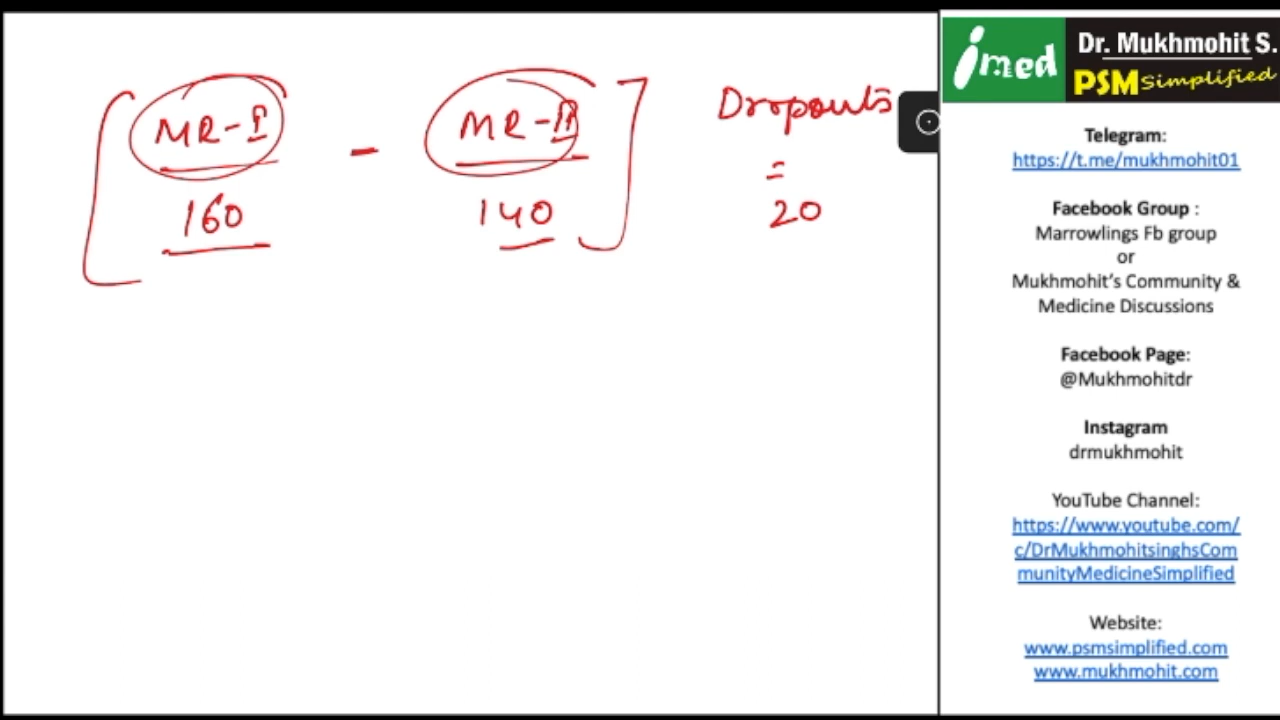 [ MR-I - MR-II ] Dropouts
160 140 =
20
imed
Dr. Mukhmohit S.
PSM Simplified
Telegram:
https://t.me/mukhmohit01
Facebook Group :
Marrowlings Fb group
or
Mukhmohit’s Community &
Medicine Discussions
Facebook Page:
@Mukhmohitdr
Instagram
drmukhmohit
YouTube Channel:
https://www.youtube.com/
c/DrMukhmohitsinghsCom
munityMedicineSimplified
Website:
www.psmsimplified.com
www.mukhmohit.com